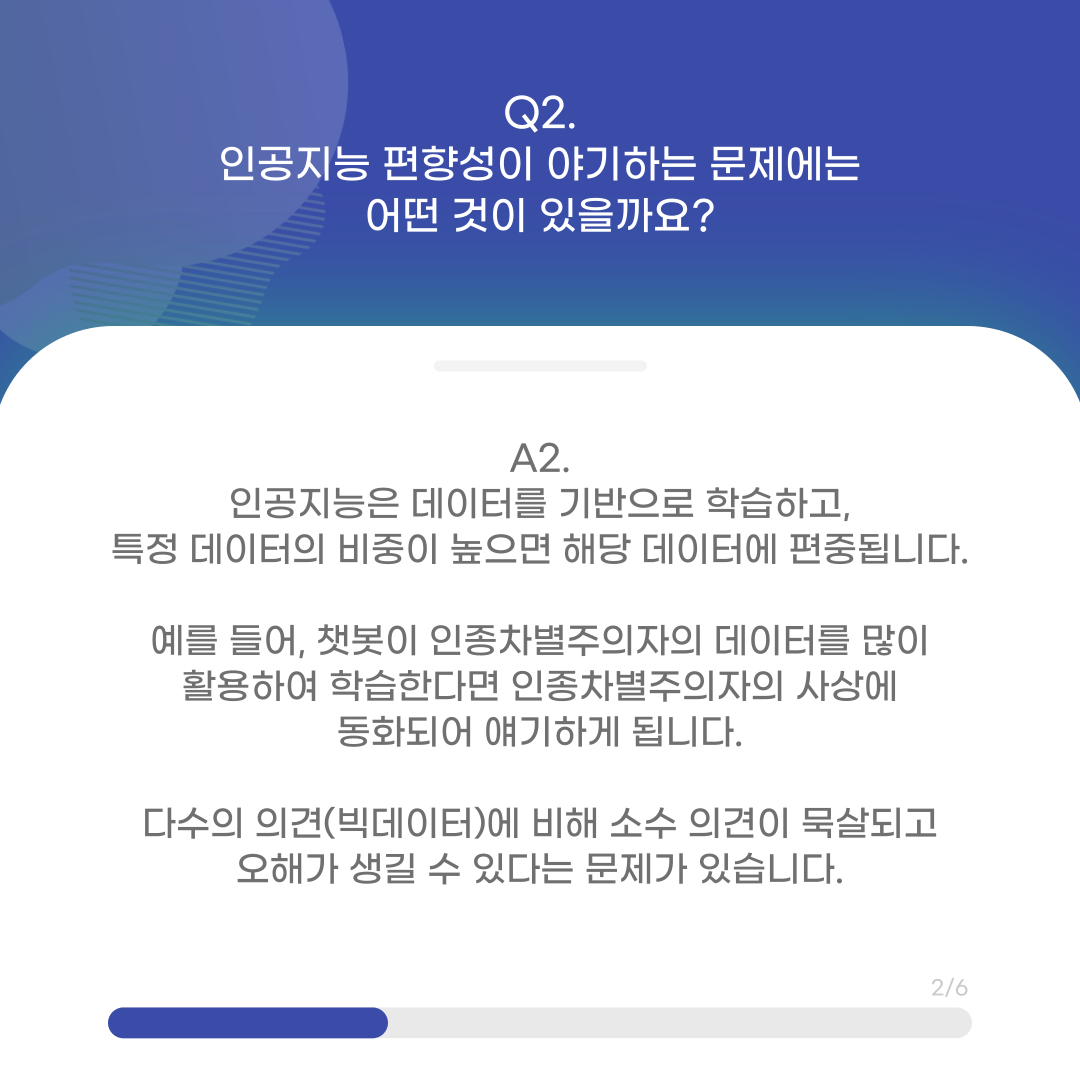 Q2.
인공지능 편향성이 야기하는 문제에는
어떤 것이 있을까요?
A2.
인공지능은 데이터를 기반으로 학습하고,
특정 데이터의 비중이 높으면 해당 데이터에 편중됩니다.
예를 들어, 챗봇이 인종차별주의자의 데이터를 많이
활용하여 학습한다면 인종차별주의자의 사상에
동화되어 얘기하게 됩니다.
다수의 의견(빅데이터)에 비해 소수 의견이 묵살되고
오해가 생길 수 있다는 문제가 있습니다.
2/6